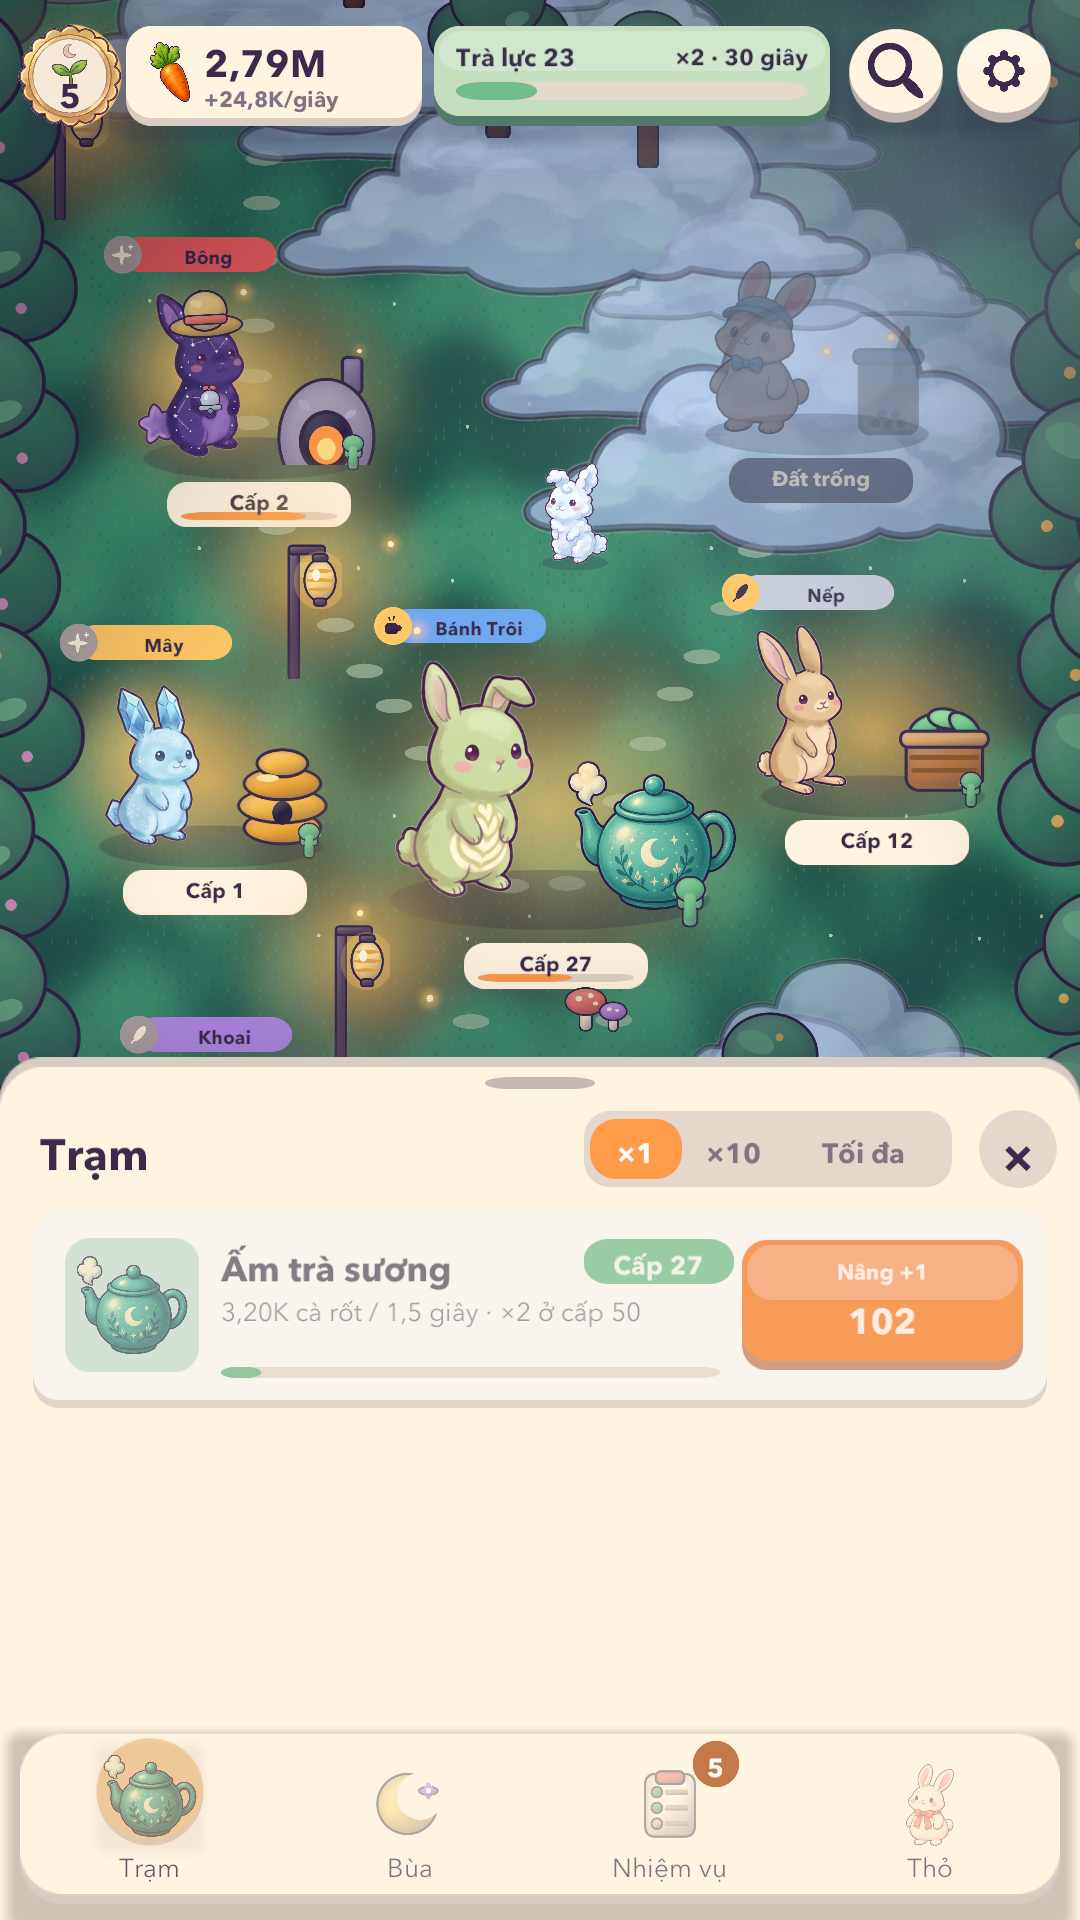 5
2,79M
+24,8K/giây
Trà lực 23
×2 · 30 giây
Bông
Cấp 2
Đất trống
Nếp
Mây
Bánh Trôi
Cấp 12
Cấp 1
Cấp 27
Khoai
Trạm
×1
×10
Tối đa
×
Ấm trà sương
Cấp 27
3,20K cà rốt / 1,5 giây · ×2 ở cấp 50
Nâng +1
102
5
Trạm
Bùa
Nhiệm vụ
Thỏ